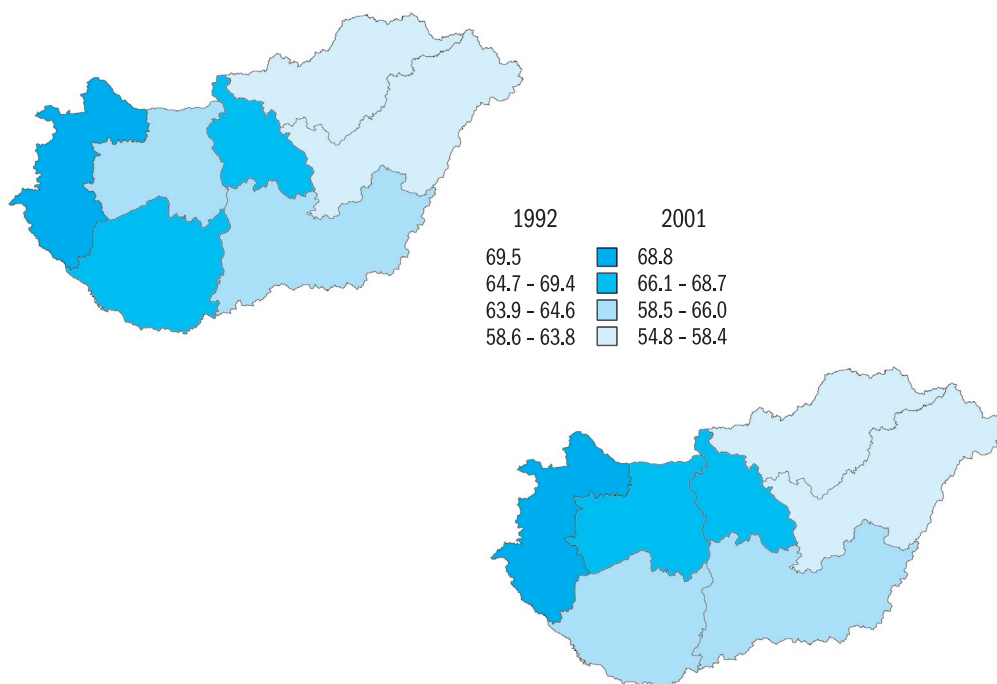 1992 2001
69.5 68.8
64.7 – 69.4 66.1 – 68.7
63.9 – 64.6 58.5 – 66.0
58.6 – 63.8 54.8 – 58.4